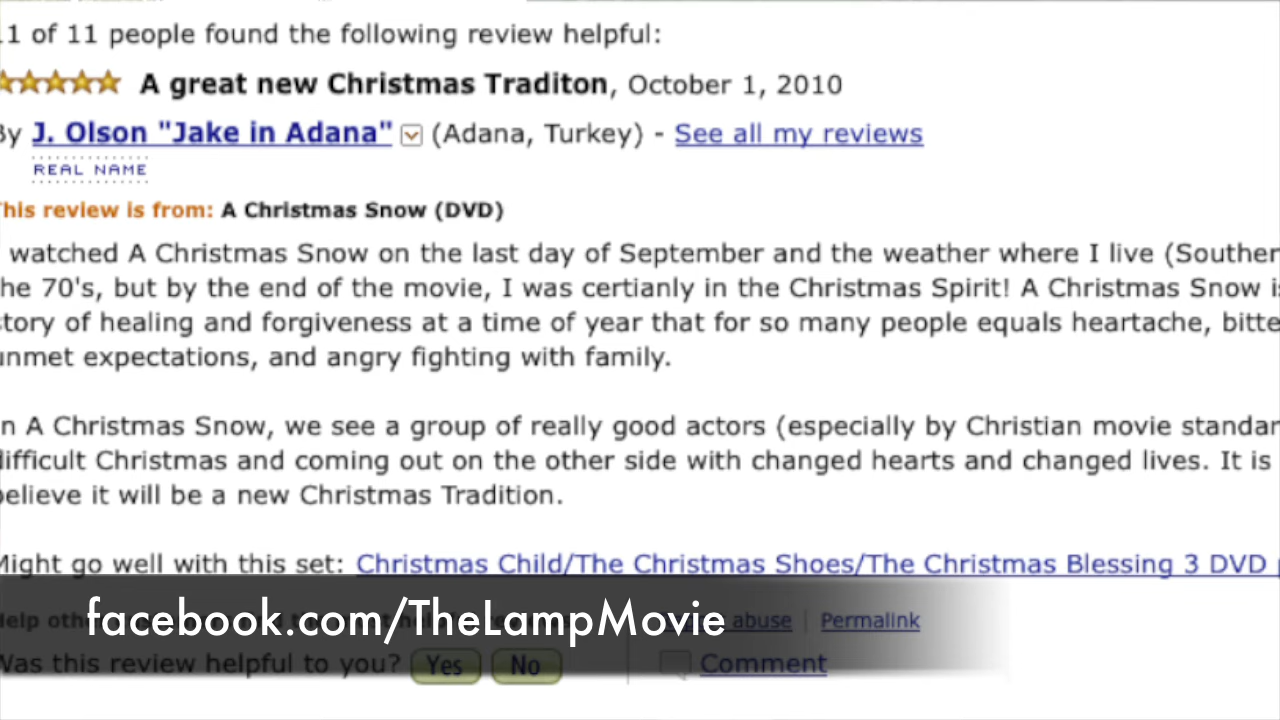 11 of 11 people found the following review helpful:
A great new Christmas Traditon, October 1, 2010
By J. Olson "Jake in Adana" (Adana, Turkey) - See all my reviews
REAL NAME
This review is from: A Christmas Snow (DVD)
watched A Christmas Snow on the last day of September and the weather where I live (Souther
the 70's, but by the end of the movie, I was certianly in the Christmas Spirit! A Christmas Snow is
story of healing and forgiveness at a time of year that for so many people equals heartache, bitte
unmet expectations, and angry fighting with family.
In A Christmas Snow, we see a group of really good actors (especially by Christian movie standar
difficult Christmas and coming out on the other side with changed hearts and changed lives. It is
believe it will be a new Christmas Tradition.
Might go well with this set: Christmas Child/The Christmas Shoes/The Christmas Blessing 3 DVD
facebook.com/TheLampMovie
abuse | Permalink
Was this review helpful to you? Yes No Comment